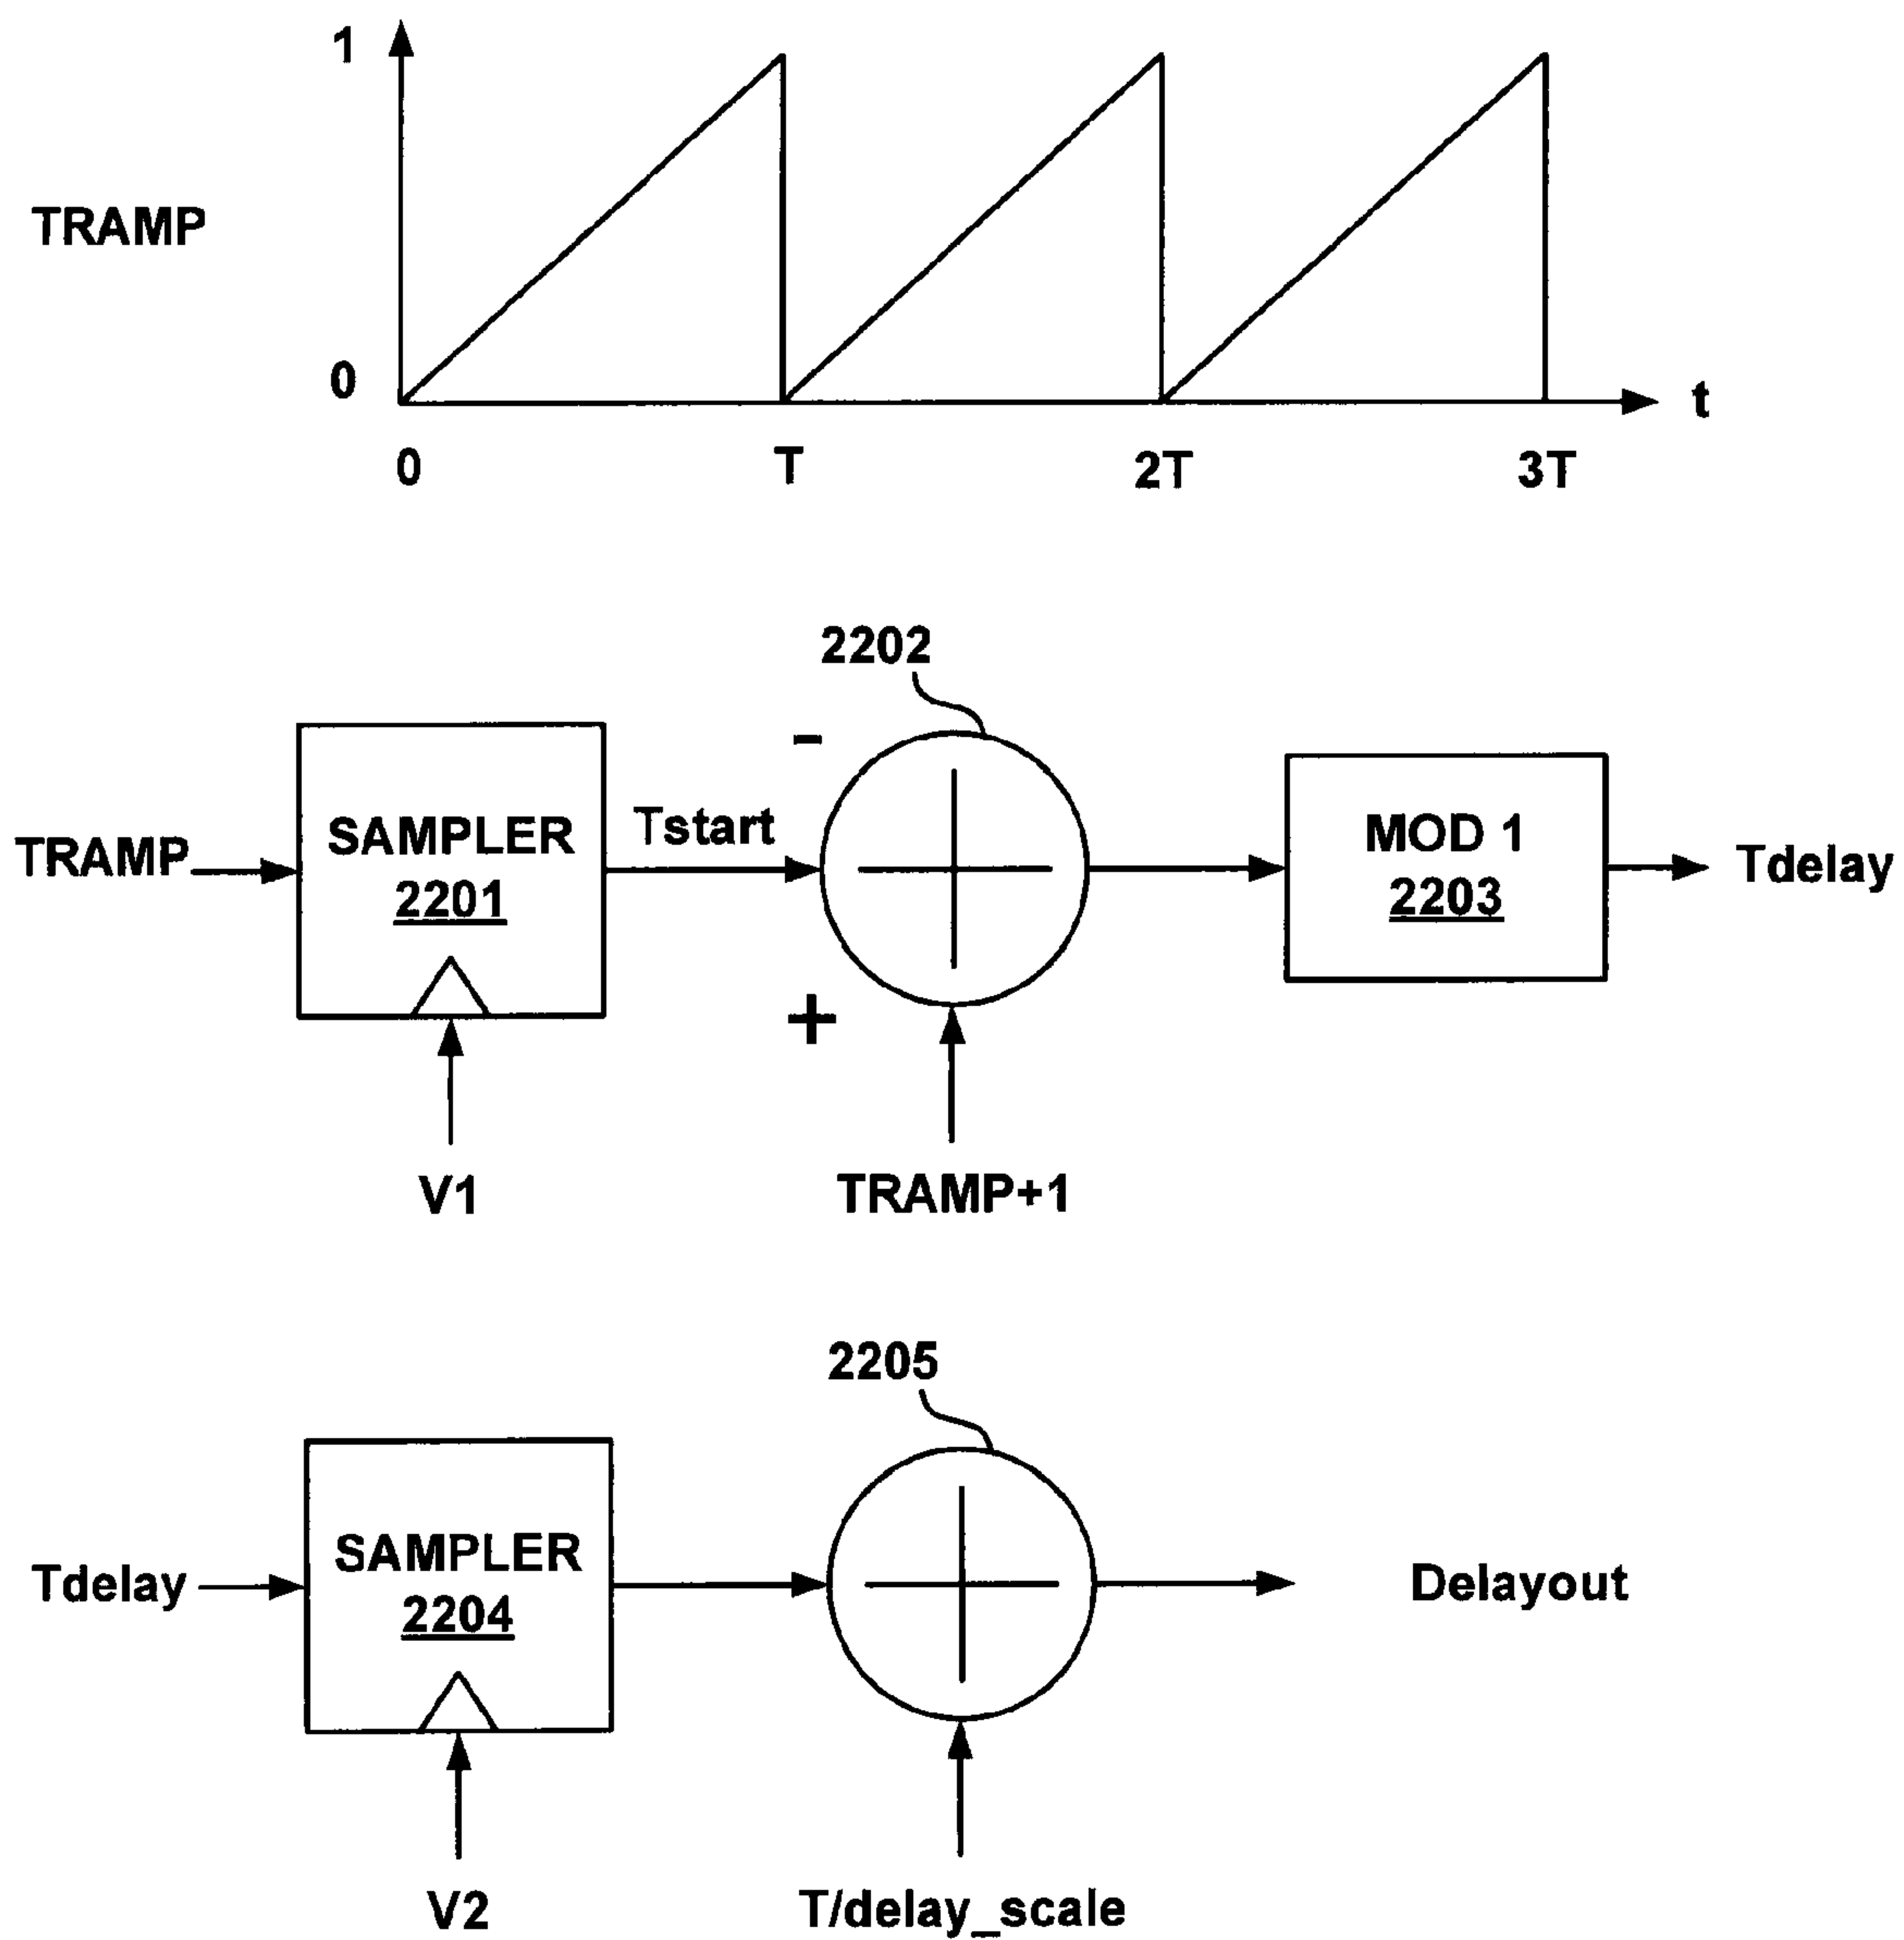 1
TRAMP
0
t
0 T 2T 3T
2202
-
TRAMP
SAMPLER
2201
Tstart
MOD 1
2203
Tdelay
+
V1
TRAMP+1
2205
Tdelay
SAMPLER
2204
Delayout
V2
T/delay_scale